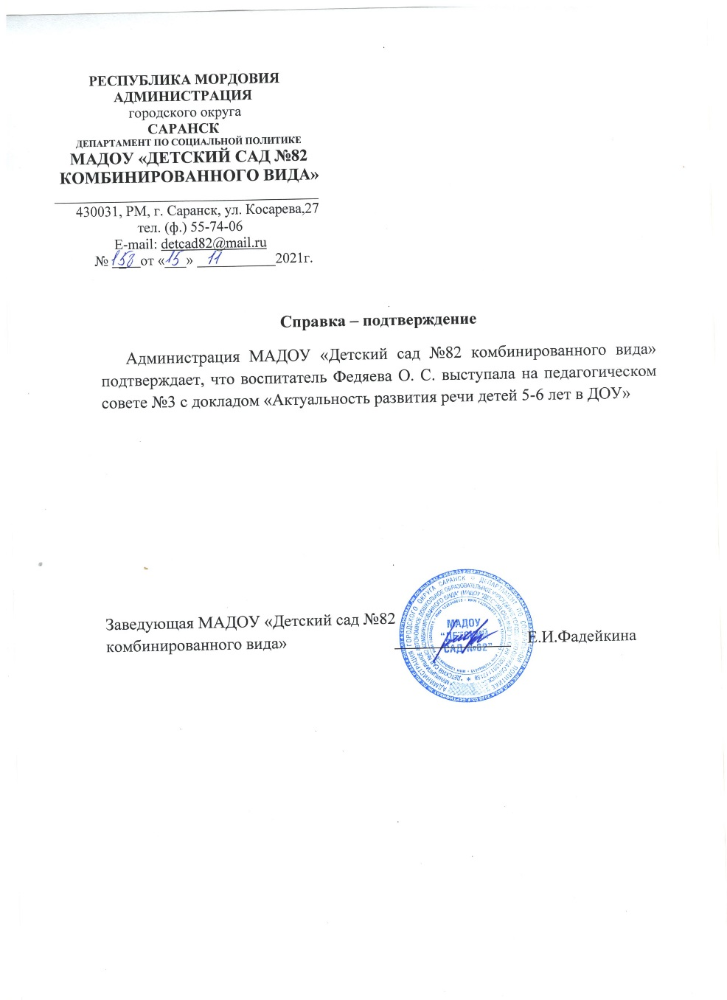 РЕСПУБЛИКА МОРДОВИЯ
АДМИНИСТРАЦИЯ
городского округа
САРАНСК
ДЕПАРТАМЕНТ ПО СОЦИАЛЬНОЙ ПОЛИТИКЕ
МАДОУ «ДЕТСКИЙ САД №82
КОМБИНИРОВАННОГО ВИДА»
430031, РМ, г. Саранск, ул. Косарева,27
тел. (ф.) 55-74-06
E-mail: detcad82@mail.ru
№ 158 от «15» 11 2021г.
Справка – подтверждение
Администрация МАДОУ «Детский сад №82 комбинированного вида»
подтверждает, что воспитатель Федяева О. С. выступала на педагогическом
совете №3 с докладом «Актуальность развития речи детей 5-6 лет в ДОУ»
Заведующая МАДОУ «Детский сад №82
комбинированного вида» Е.И.Фадейкина
МАДОУ
"ДЕТСКИЙ
САД №82"